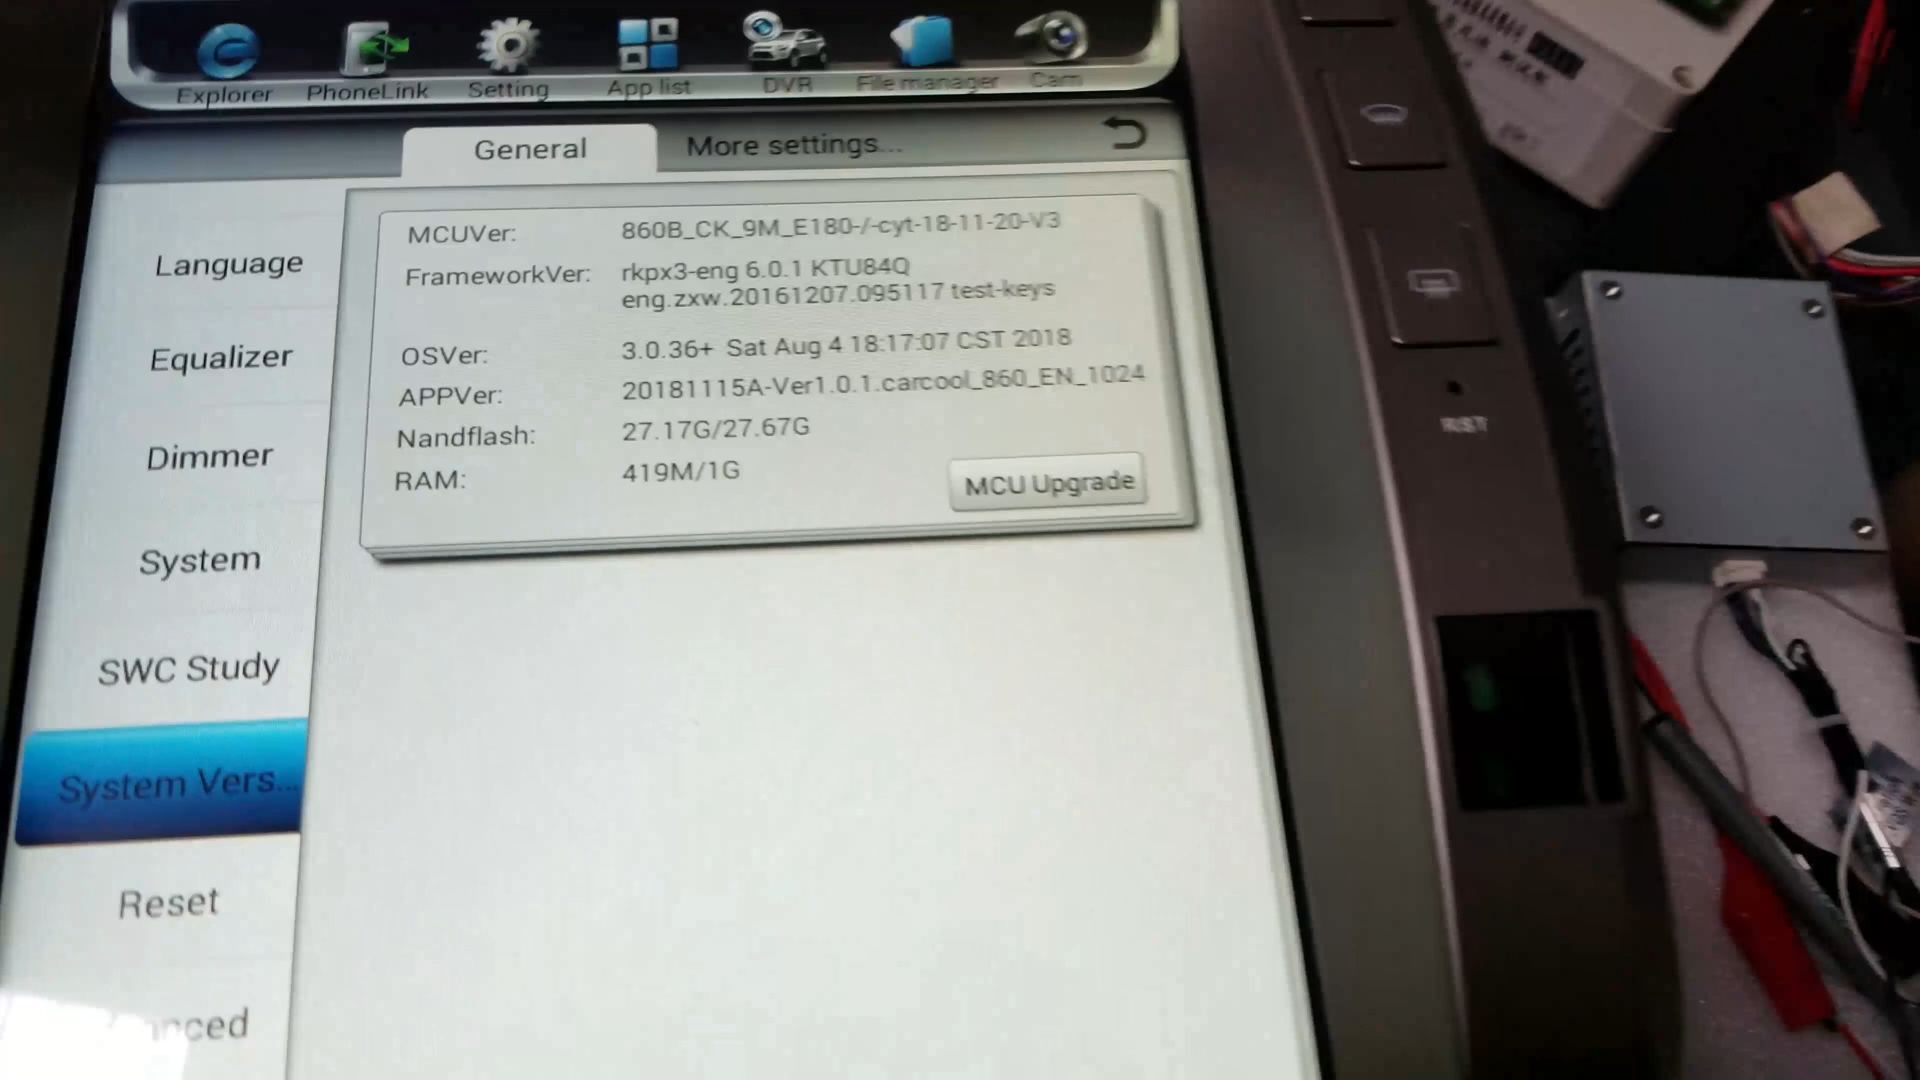 Explorer PhoneLink Setting App list DVR File manager Cam
General More settings...
Language
Equalizer
Dimmer
System
SWC Study
System Vers...
Reset
MCUVer: 860B_CK_9M_E180-/-cyt-18-11-20-V3
FrameworkVer: rkpx3-eng 6.0.1 KTU84Q
eng.zxw.20161207.095117 test-keys
OSVer: 3.0.36+ Sat Aug 4 18:17:07 CST 2018
APPVer: 20181115A-Ver1.0.1.carcool_860_EN_1024
Nandflash: 27.17G/27.67G
RAM: 419M/1G
MCU Upgrade
RST